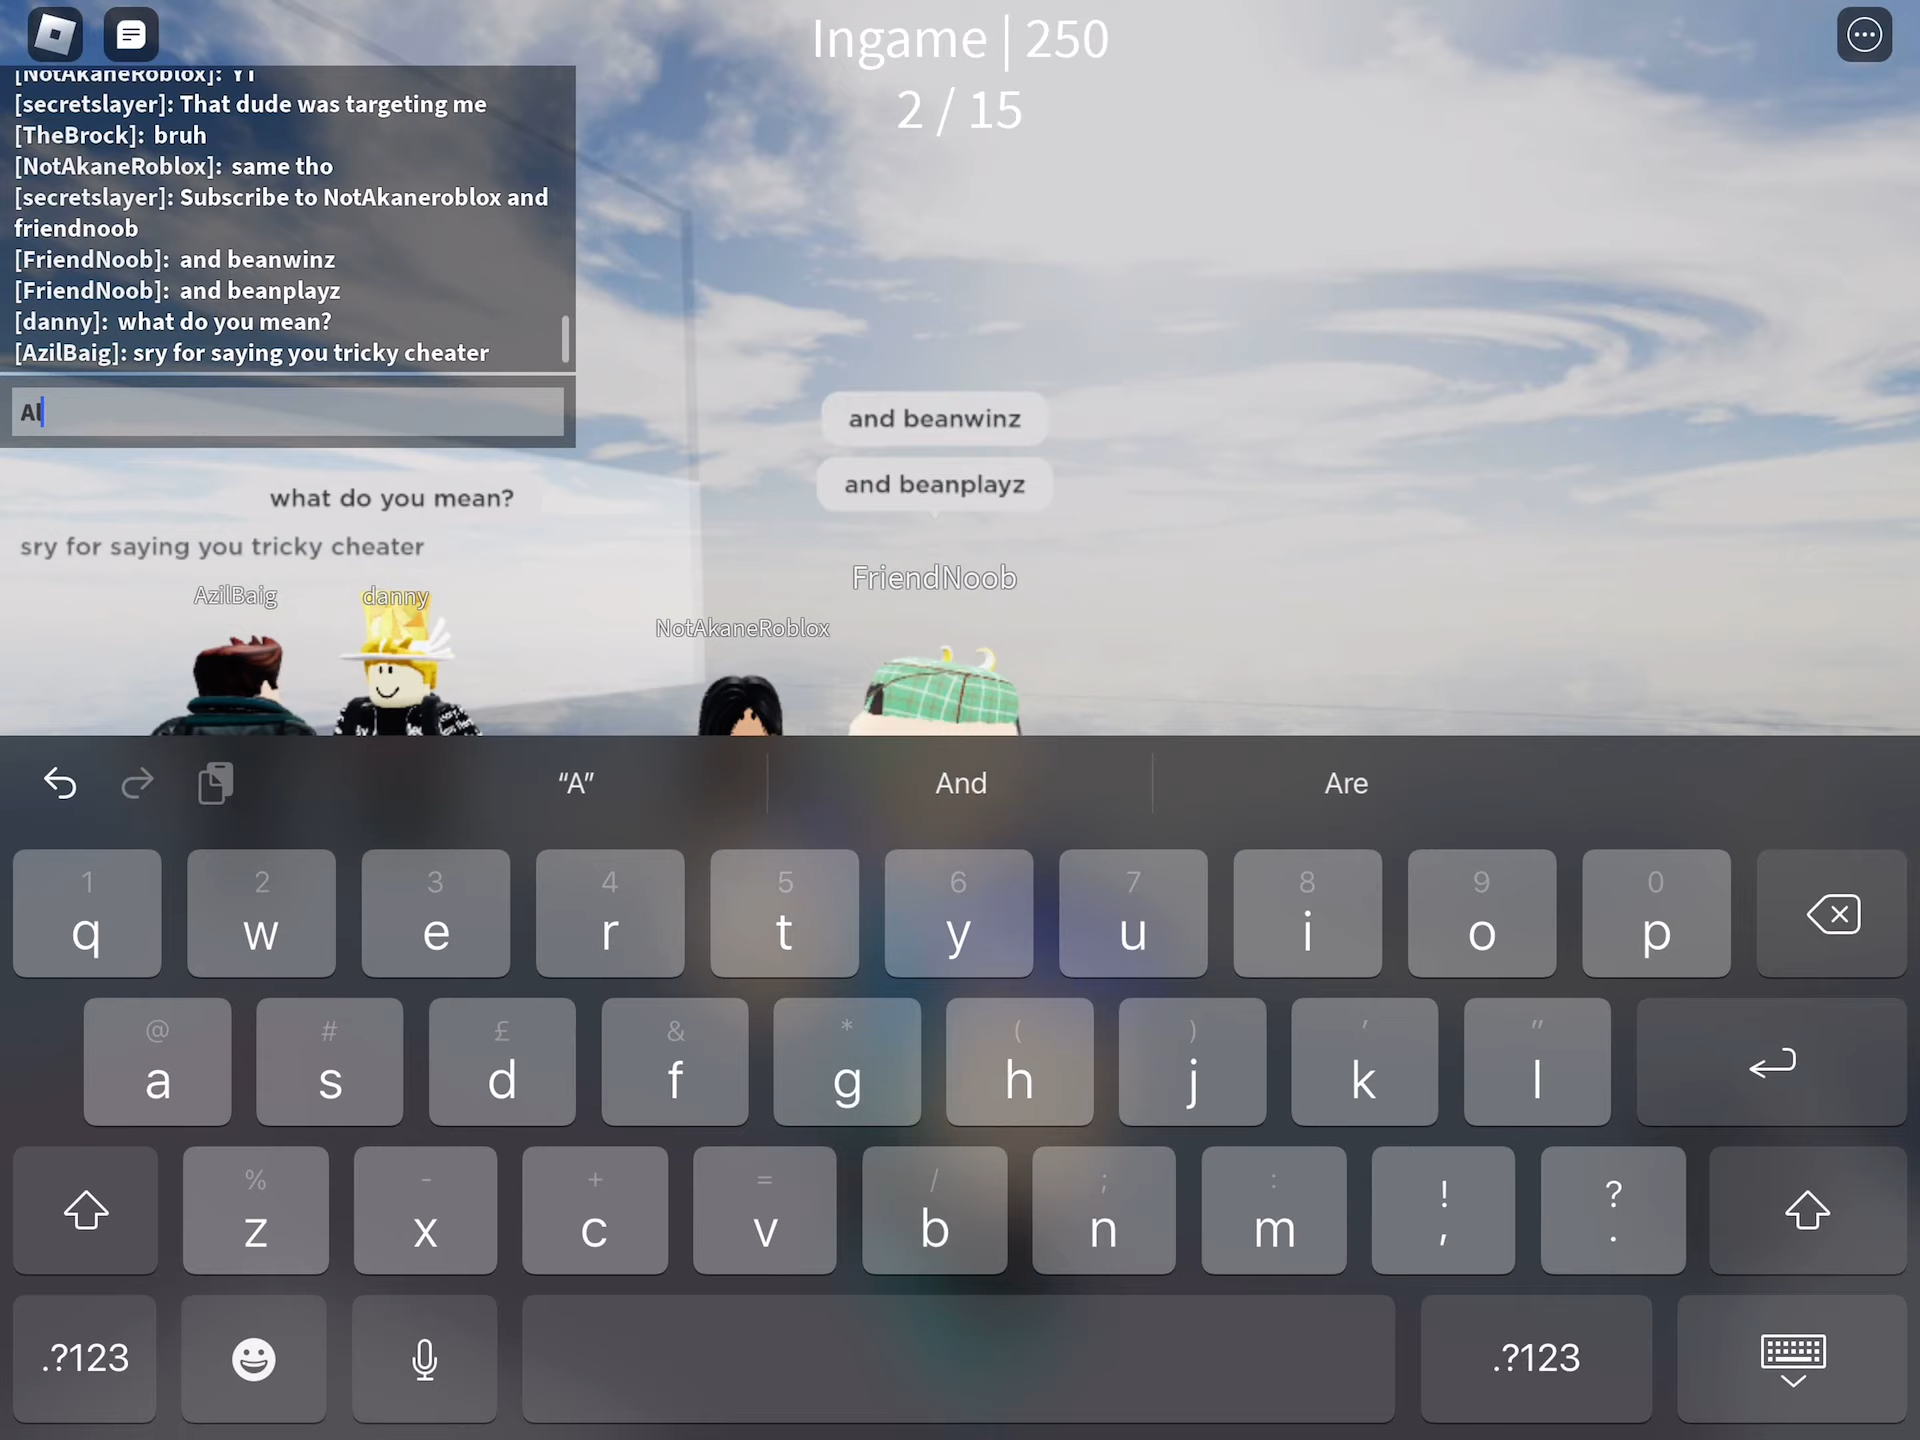 Ingame | 250
2 / 15
[NotAkaneRoblox]:
[secretslayer]: That dude was targeting me
[TheBrock]: bruh
[NotAkaneRoblox]: same tho
[secretslayer]: Subscribe to NotAkaneroblox and
friendnoob
[FriendNoob]: and beanwinz
[FriendNoob]: and beanplayz
[danny]: what do you mean?
[AzilBaig]: sry for saying you tricky cheater
Al
and beanwinz
and beanplayz
what do you mean?
sry for saying you tricky cheater
FriendNoob
AzilBaig
danny
NotAkaneRoblox
“A” And Are
1 2 3 4 5 6 7 8 9 0
q w e r t y u i o p
@ # £ & * ( ) ' "
a s d f g h j k l
% - + = / ; : ! ?
z x c v b n m , .
.?123 .?123